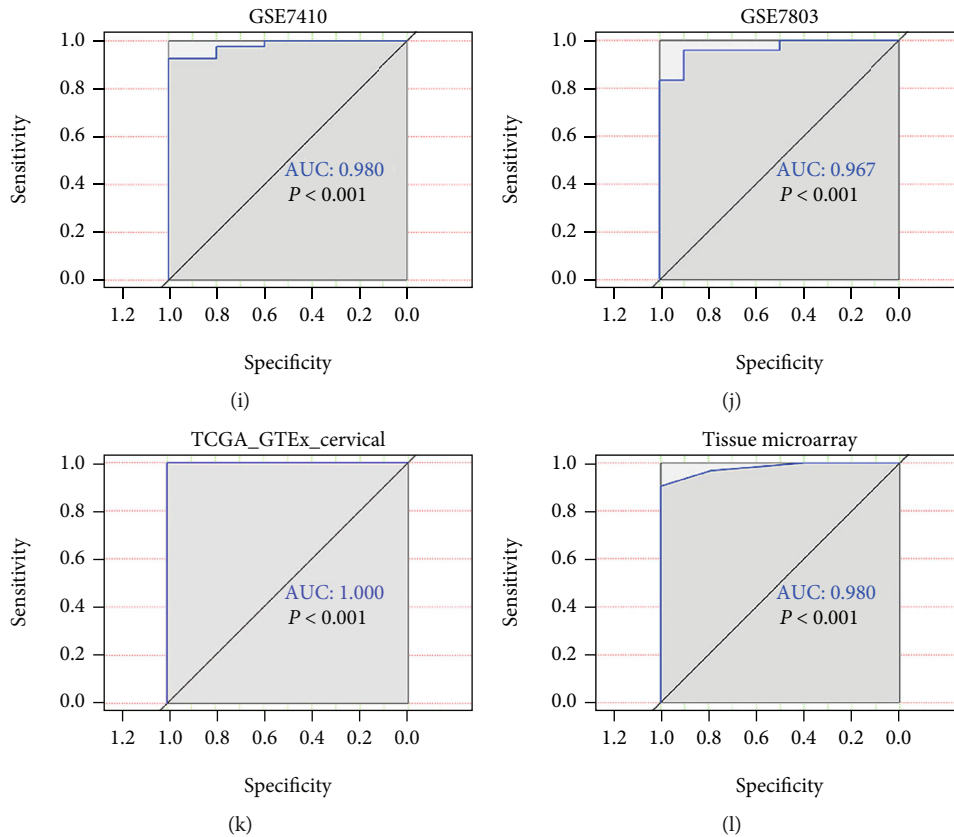 GSE7410
1.0
0.8
0.6
0.4
0.2
0.0
Sensitivity
AUC: 0.980
P < 0.001
1.2 1.0 0.8 0.6 0.4 0.2 0.0
Specificity
(i)
GSE7803
1.0
0.8
0.6
0.4
0.2
0.0
Sensitivity
AUC: 0.967
P < 0.001
1.2 1.0 0.8 0.6 0.4 0.2 0.0
Specificity
(j)
TCGA_GTEx_cervical
1.0
0.8
0.6
0.4
0.2
0.0
Sensitivity
AUC: 1.000
P < 0.001
1.2 1.0 0.8 0.6 0.4 0.2 0.0
Specificity
(k)
Tissue microarray
1.0
0.8
0.6
0.4
0.2
0.0
Sensitivity
AUC: 0.980
P < 0.001
1.2 1.0 0.8 0.6 0.4 0.2 0.0
Specificity
(l)